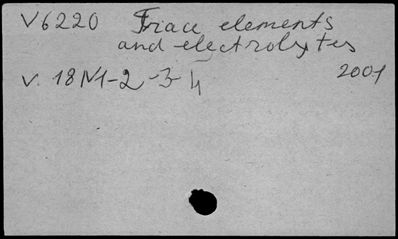 V6220 Trace elements
and electrolytes
v. 18 N1-2-3-4 2001